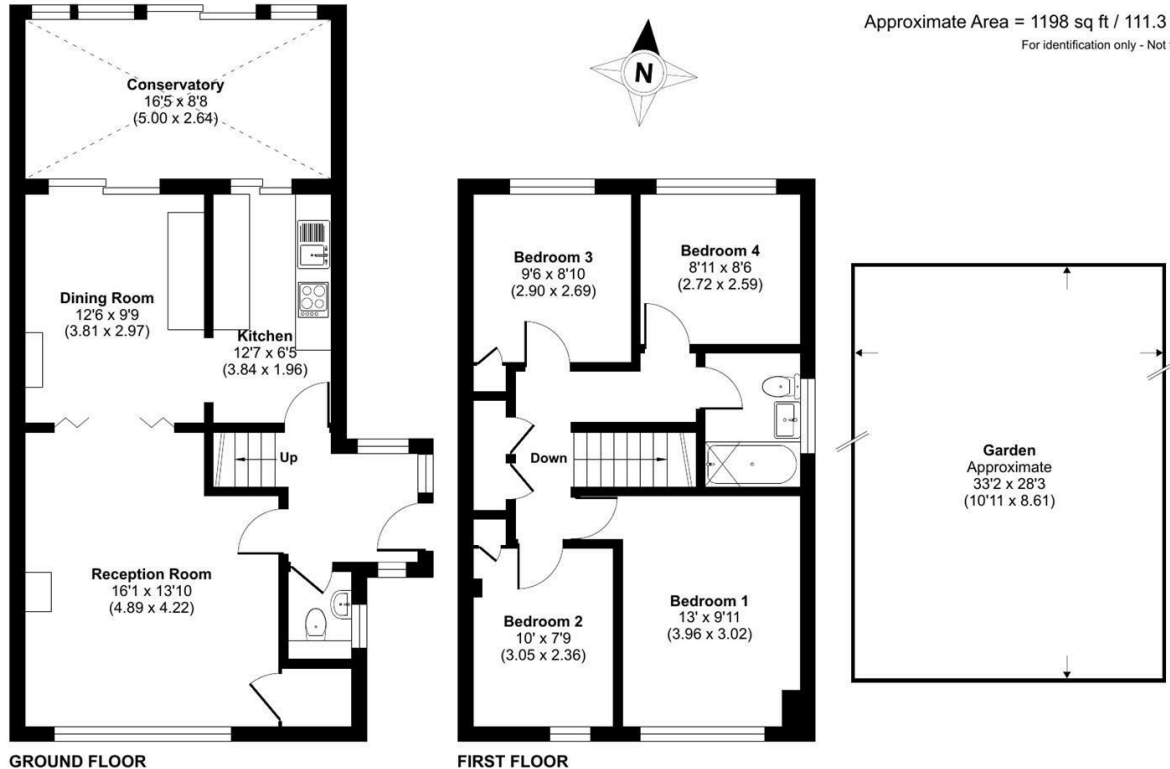 Approximate Area = 1198 sq ft / 111.3
For identification only - Not
N
Conservatory
16'5 x 8'8
(5.00 x 2.64)
Dining Room
12'6 x 9'9
(3.81 x 2.97)
Kitchen
12'7 x 6'5
(3.84 x 1.96)
Up
Reception Room
16'1 x 13'10
(4.89 x 4.22)
GROUND FLOOR
Bedroom 3
9'6 x 8'10
(2.90 x 2.69)
Bedroom 4
8'11 x 8'6
(2.72 x 2.59)
Down
Bedroom 2
10' x 7'9
(3.05 x 2.36)
Bedroom 1
13' x 9'11
(3.96 x 3.02)
FIRST FLOOR
Garden
Approximate
33'2 x 28'3
(10'11 x 8.61)